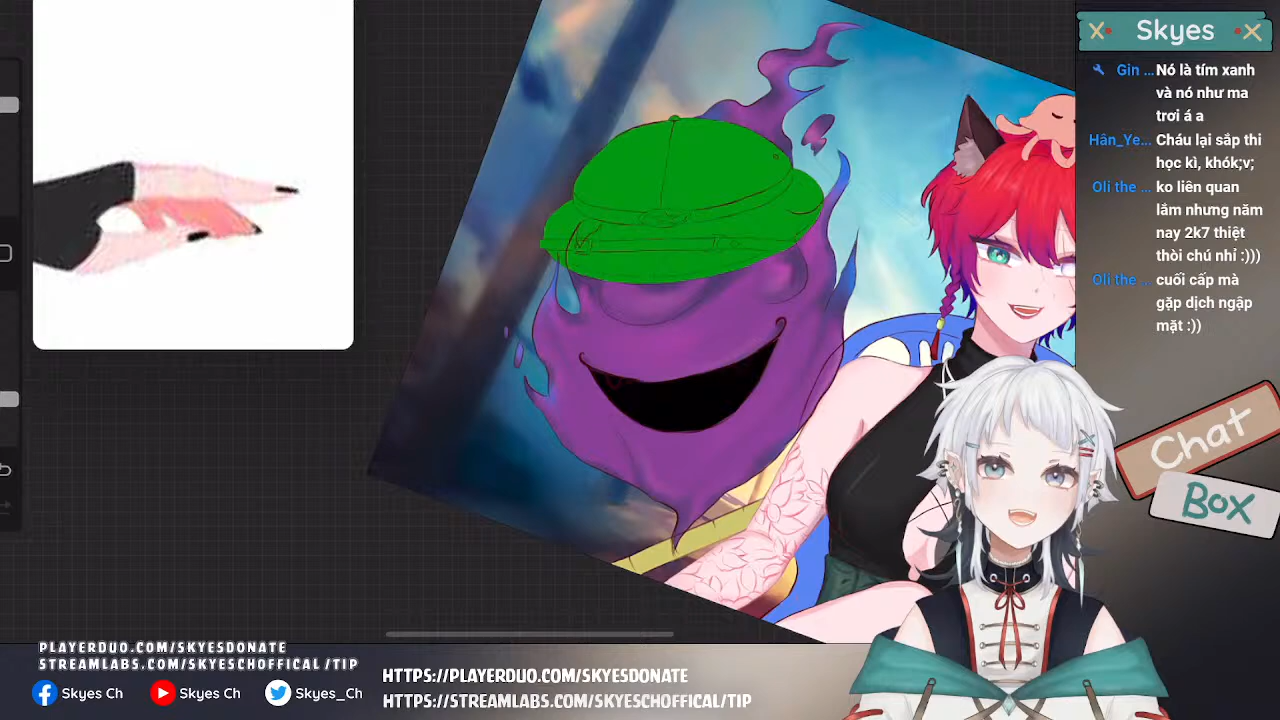 Skyes
Gin ...Nó là tím xanh
và nó như ma
trơi á a
Hân_Ye... Cháu lại sắp thi
học kì, khók;v;
Oli the ... ko liên quan
lắm nhưng năm
nay 2k7 thiệt
thòi chú nhỉ :)))
Oli the ... cuối cấp mà
gặp dịch ngập
mặt :))
Chat
Box
PLAYERDUO.COM/SKYESDONATE
STREAMLABS.COM/SKYESCHOFFICAL/TIP
Skyes Ch
Skyes Ch
Skyes_Ch
HTTPS://PLAYERDUO.COM/SKYESDONATE
HTTPS://STREAMLABS.COM/SKYESCHOFFICAL/TIP